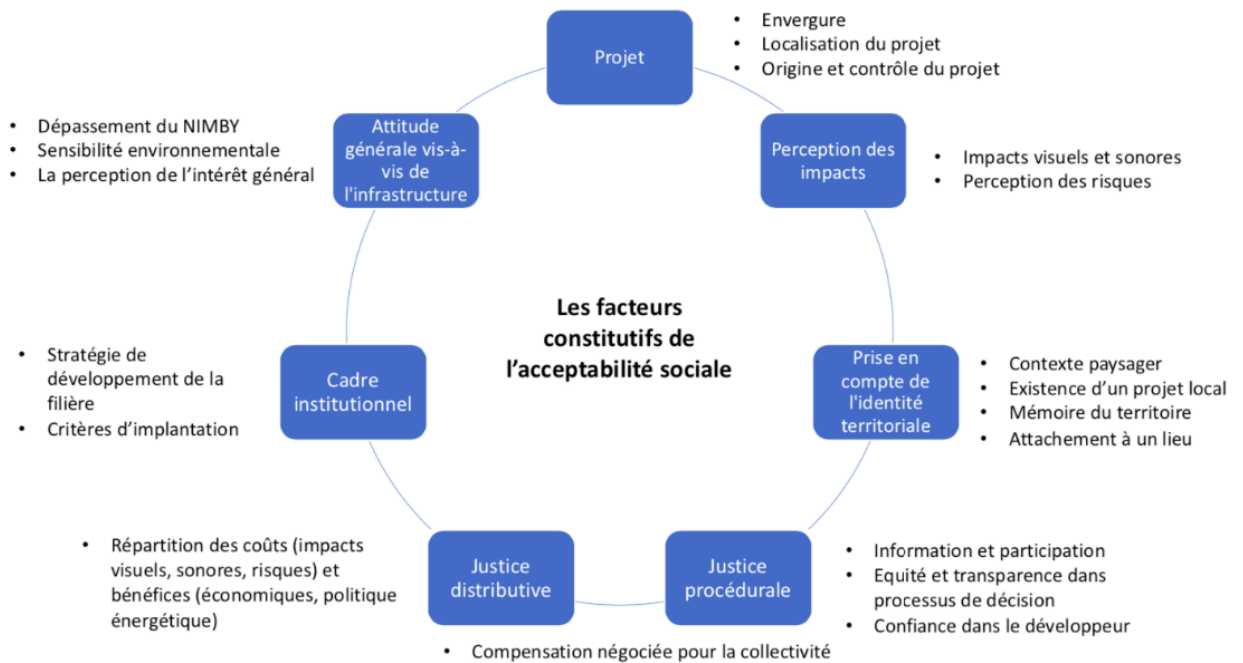 Projet
• Envergure
• Localisation du projet
• Origine et contrôle du projet
Perception des
impacts
• Impacts visuels et sonores
• Perception des risques
Prise en
compte de
l'identité
territoriale
• Contexte paysager
• Existence d’un projet local
• Mémoire du territoire
• Attachement à un lieu
Justice
procédurale
• Information et participation
• Equité et transparence dans
processus de décision
• Confiance dans le développeur
Justice
distributive
• Répartition des coûts (impacts
visuels, sonores, risques) et
bénéfices (économiques, politique
énergétique)
• Compensation négociée pour la collectivité
Cadre
institutionnel
• Stratégie de
développement de la
filière
• Critères d’implantation
Attitude
générale vis-à-
vis de
l'infrastructure
• Dépassement du NIMBY
• Sensibilité environnementale
• La perception de l’intérêt général
Les facteurs
constitutifs de
l’acceptabilité sociale